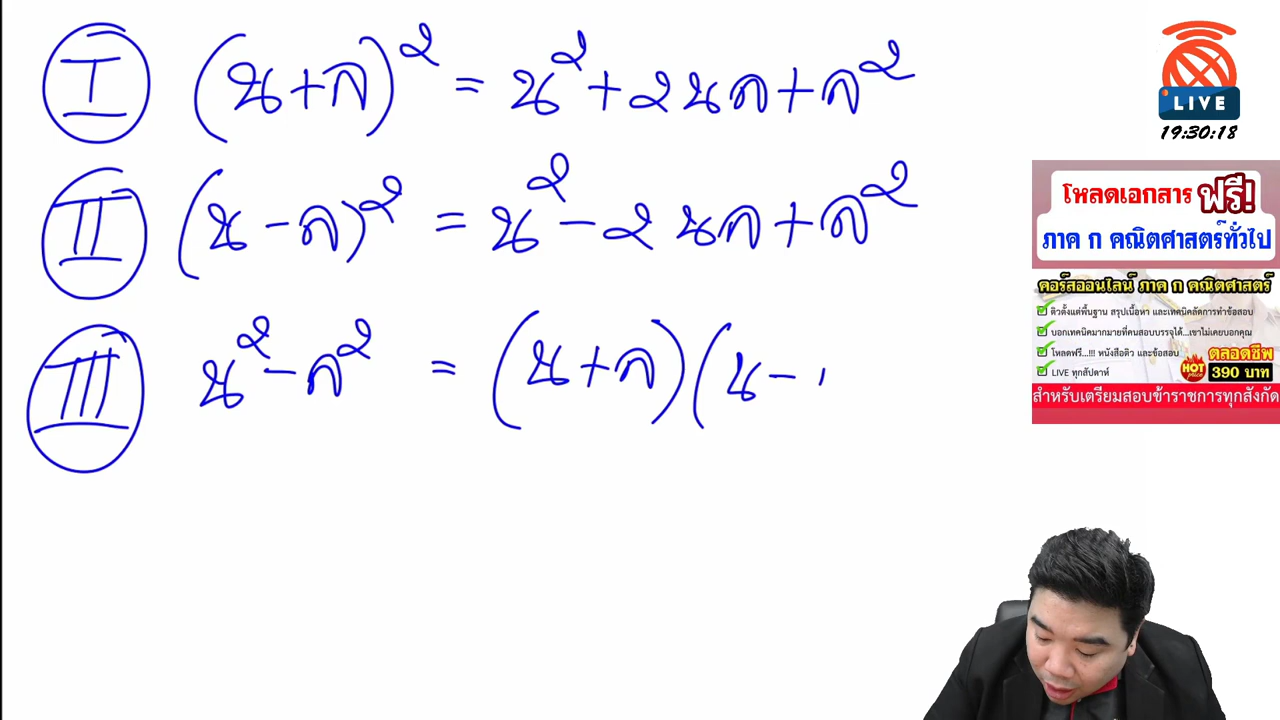 I (น+ล)² = น²+2นล+ล²
II (น-ล)² = น²-2นล+ล²
III น²-ล² = (น+ล)(น-
LIVE
19:30:18
โหลดเอกสาร ฟรี!
ภาค ก คณิตศาสตร์ทั่วไป
คอร์สออนไลน์ ภาค ก คณิตศาสตร์
ติวตั้งแต่พื้นฐาน สรุปเนื้อหา และเทคนิคลัดการทำข้อสอบ
บอกเทคนิคมากมายที่คนสอบบรรจุได้...เขาไม่เคยบอกคุณ
โหลดฟรี...!!! หนังสือติว และข้อสอบ
LIVE ทุกสัปดาห์
HOT price
ตลอดชีพ
390 บาท
สำหรับเตรียมสอบข้าราชการทุกสังกัด